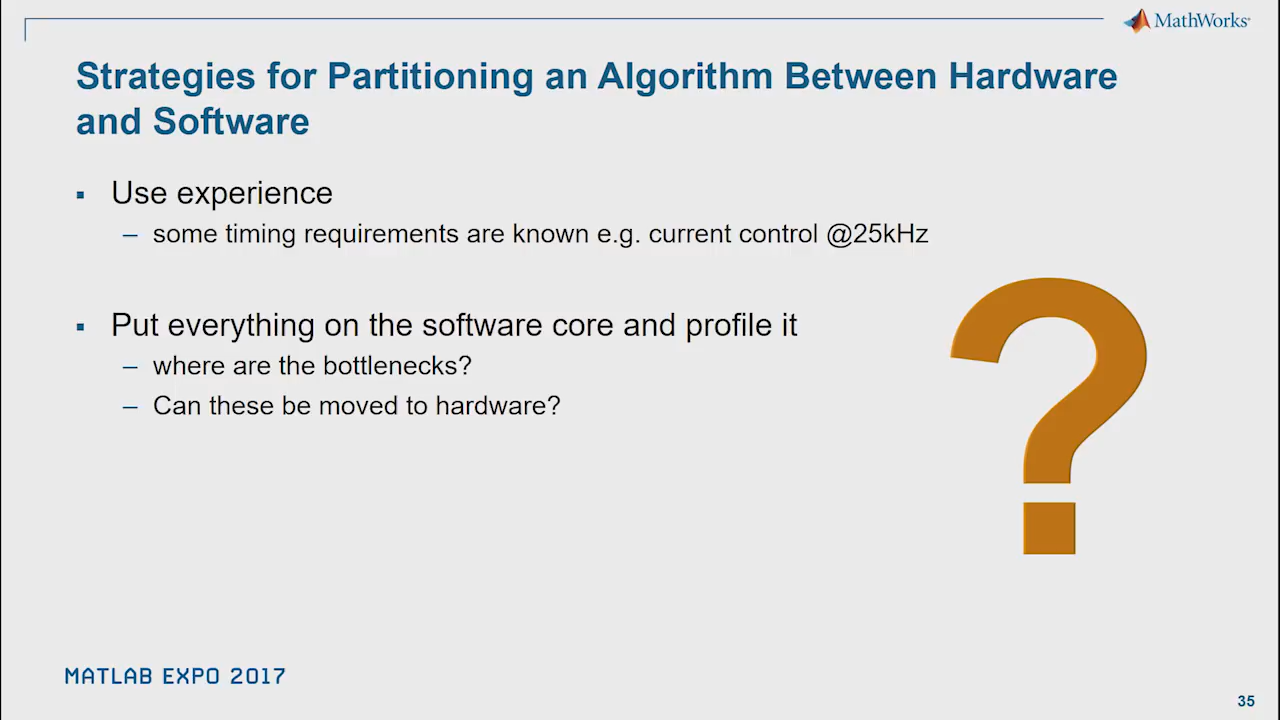 MathWorks®
Strategies for Partitioning an Algorithm Between Hardware
and Software
▪ Use experience
– some timing requirements are known e.g. current control @25kHz
▪ Put everything on the software core and profile it
– where are the bottlenecks?
– Can these be moved to hardware?
?
MATLAB EXPO 2017
35